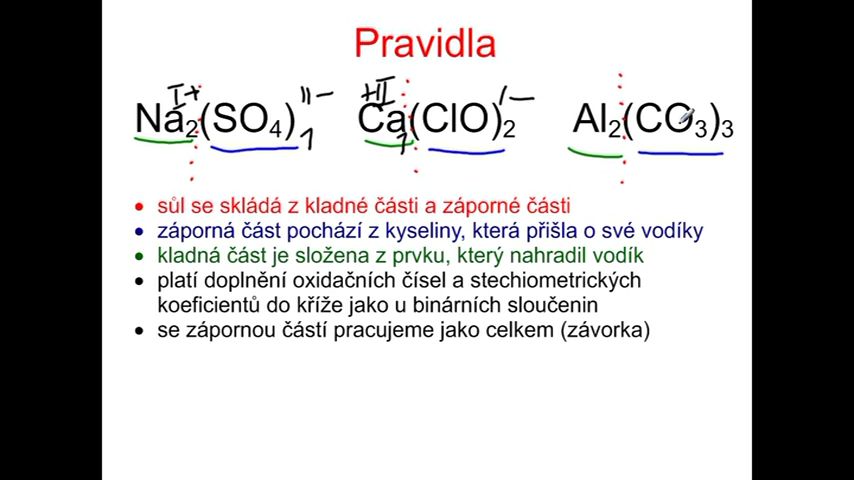 Pravidla
I+ II− +II I−
Na₂(SO₄)₁ Ca₁(ClO)₂ Al₂(CO₃)₃
• sůl se skládá z kladné části a záporné části
• záporná část pochází z kyseliny, která přišla o své vodíky
• kladná část je složena z prvku, který nahradil vodík
• platí doplnění oxidačních čísel a stechiometrických
koeficientů do kříže jako u binárních sloučenin
• se zápornou částí pracujeme jako celkem (závorka)